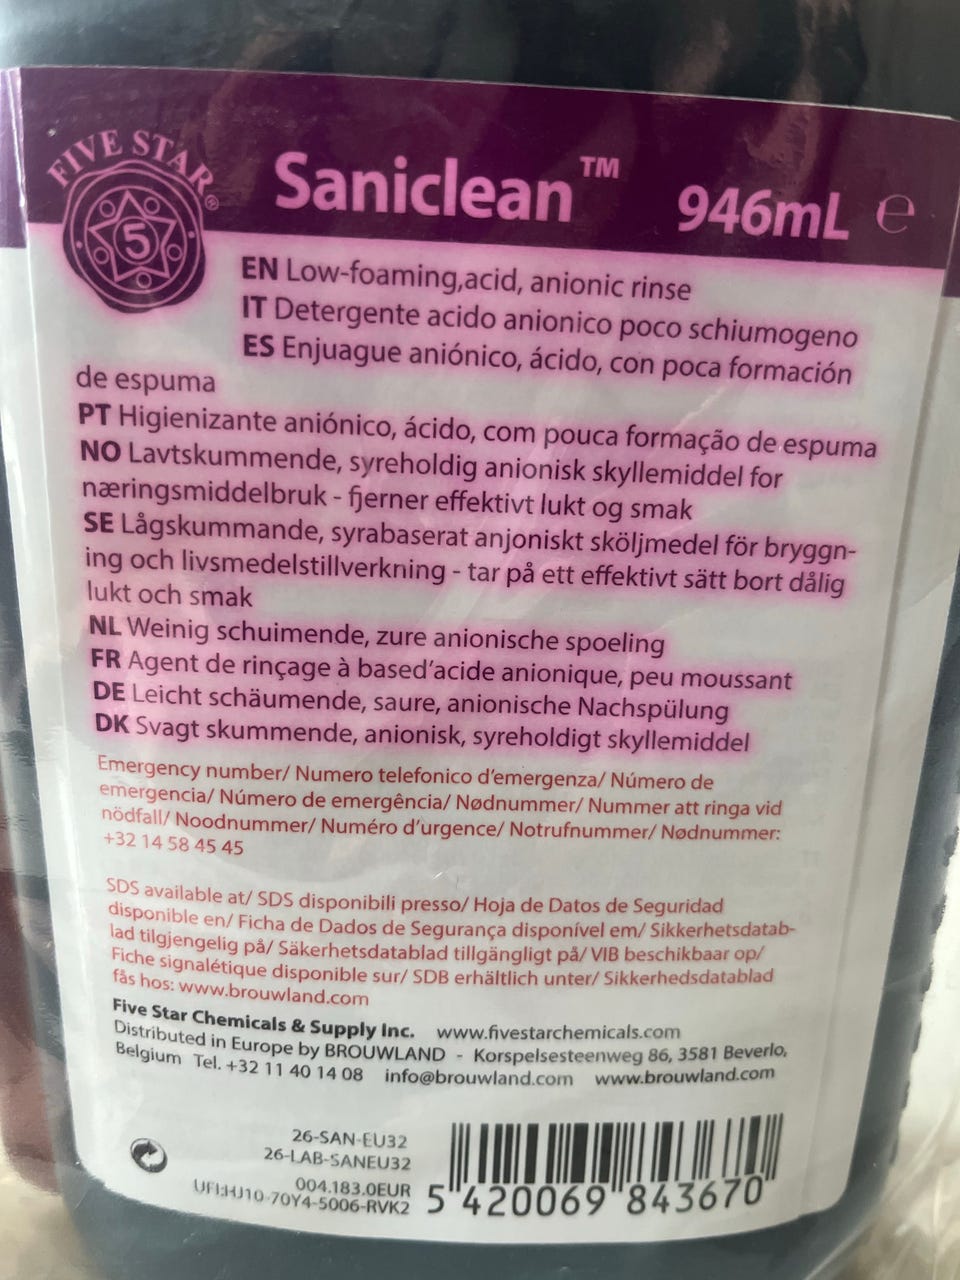 FIVE STAR®
5
Saniclean™ 946mL ℮
EN Low-foaming,acid, anionic rinse
IT Detergente acido anionico poco schiumogeno
ES Enjuague aniónico, ácido, con poca formación
de espuma
PT Higienizante aniónico, ácido, com pouca formação de espuma
NO Lavtskummende, syreholdig anionisk skyllemiddel for
næringsmiddelbruk - fjerner effektivt lukt og smak
SE Lågskummande, syrabaserat anjoniskt sköljmedel för bryggn-
ing och livsmedelstillverkning - tar på ett effektivt sätt bort dålig
lukt och smak
NL Weinig schuimende, zure anionische spoeling
FR Agent de rinçage à based'acide anionique, peu moussant
DE Leicht schäumende, saure, anionische Nachspülung
DK Svagt skummende, anionisk, syreholdigt skyllemiddel
Emergency number/ Numero telefonico d'emergenza/ Número de
emergencia/ Número de emergência/ Nødnummer/ Nummer att ringa vid
nödfall/ Noodnummer/ Numéro d'urgence/ Notrufnummer/ Nødnummer:
+32 14 58 45 45
SDS available at/ SDS disponibili presso/ Hoja de Datos de Seguridad
disponible en/ Ficha de Dados de Segurança disponível em/ Sikkerhetsdatab-
lad tilgjengelig på/ Säkerhetsdatablad tillgängligt på/ VIB beschikbaar op/
Fiche signalétique disponible sur/ SDB erhältlich unter/ Sikkerhedsdatablad
fås hos: www.brouwland.com
Five Star Chemicals & Supply Inc. www.fivestarchemicals.com
Distributed in Europe by BROUWLAND - Korspelsesteenweg 86, 3581 Beverlo,
Belgium Tel. +32 11 40 14 08 info@brouwland.com www.brouwland.com
26-SAN-EU32
26-LAB-SANEU32
004.183.0EUR
UFI:HJ10-70Y4-5006-RVK2
5 420069 843670